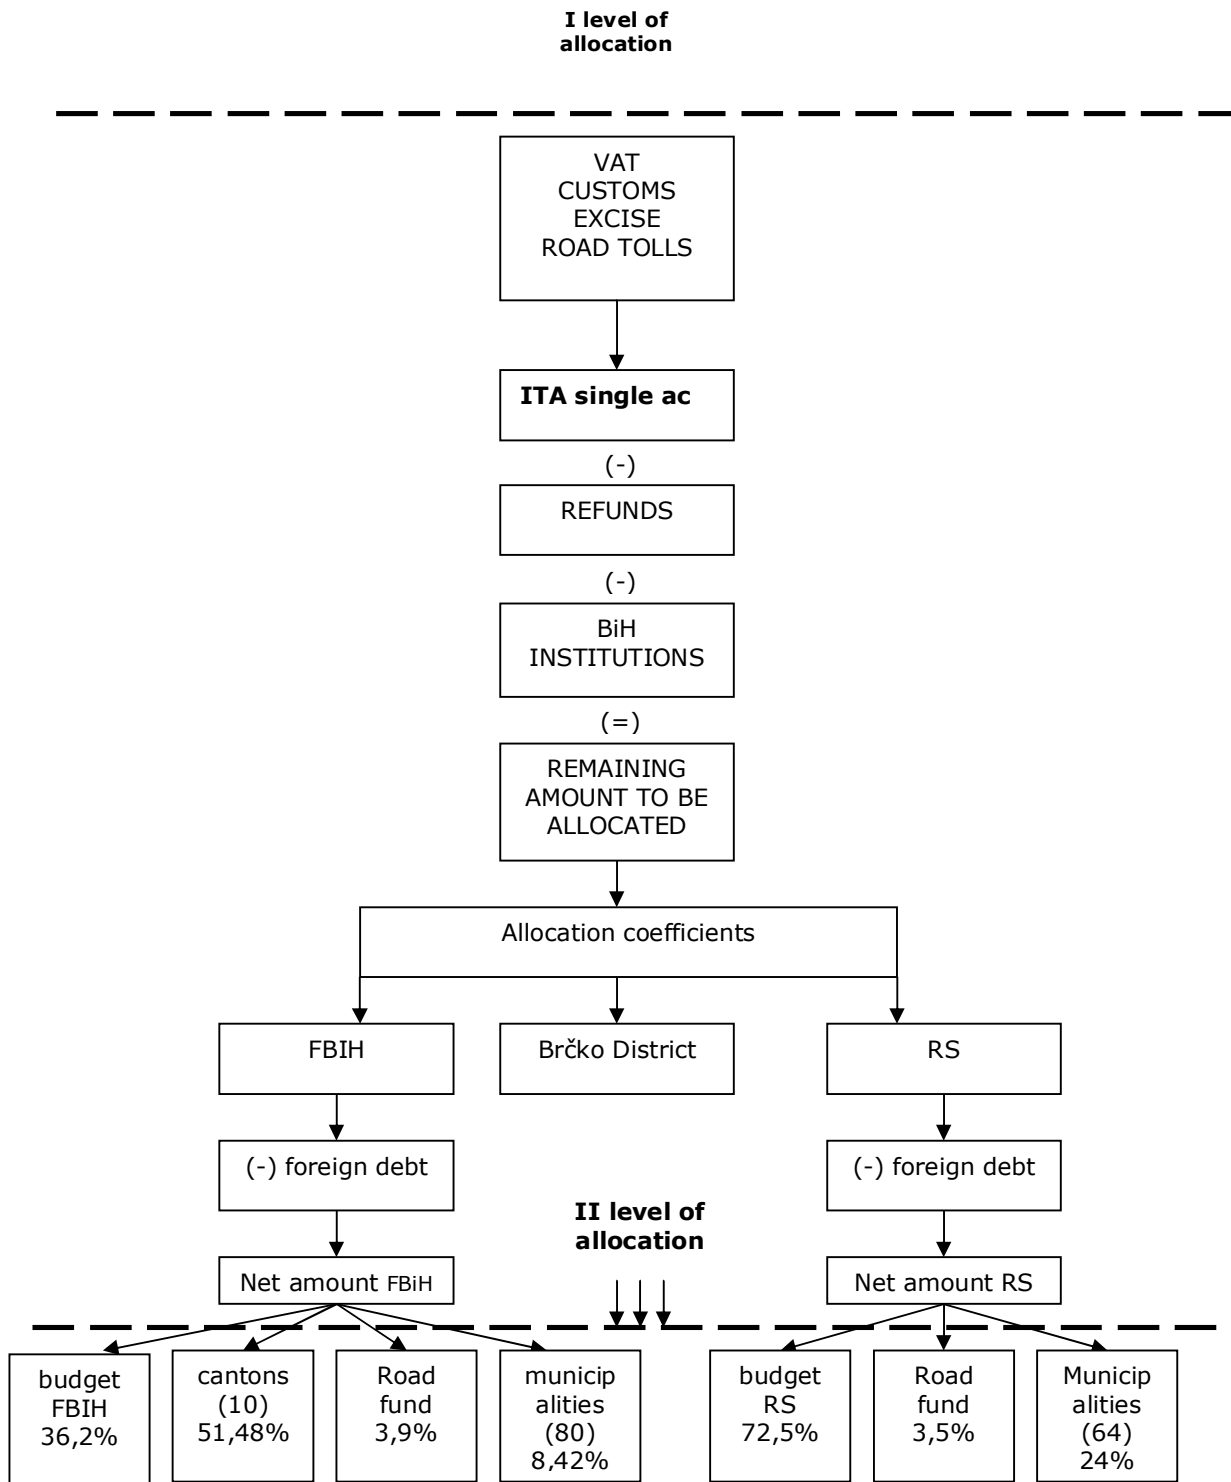 I level of
allocation
VAT
CUSTOMS
EXCISE
ROAD TOLLS
ITA single ac
(-)
REFUNDS
(-)
BiH
INSTITUTIONS
(=)
REMAINING
AMOUNT TO BE
ALLOCATED
Allocation coefficients
FBIH
Brčko District
RS
(-) foreign debt
(-) foreign debt
II level of
allocation
Net amount FBiH
Net amount RS
budget
FBIH
36,2%
cantons
(10)
51,48%
Road
fund
3,9%
municip
alities
(80)
8,42%
budget
RS
72,5%
Road
fund
3,5%
Municip
alities
(64)
24%